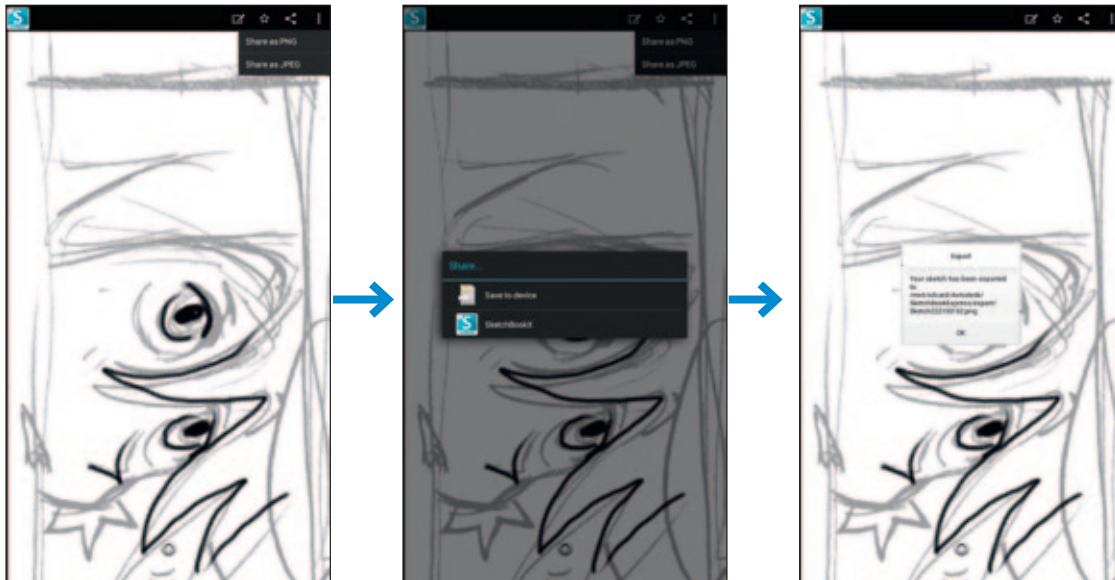 S
Share as PNG
Share as JPEG
S
Share as PNG
Share as JPEG
Share...
Save to device
S
SketchBookX
S
Export
Your sketch has been exported
to
OK